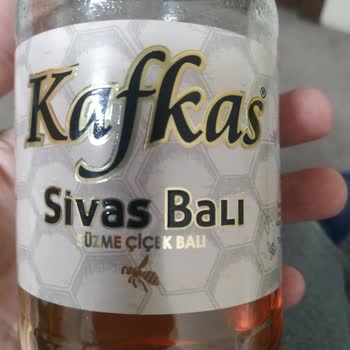 Kafkas®
Sivas Balı
SÜZME ÇİÇEK BALI